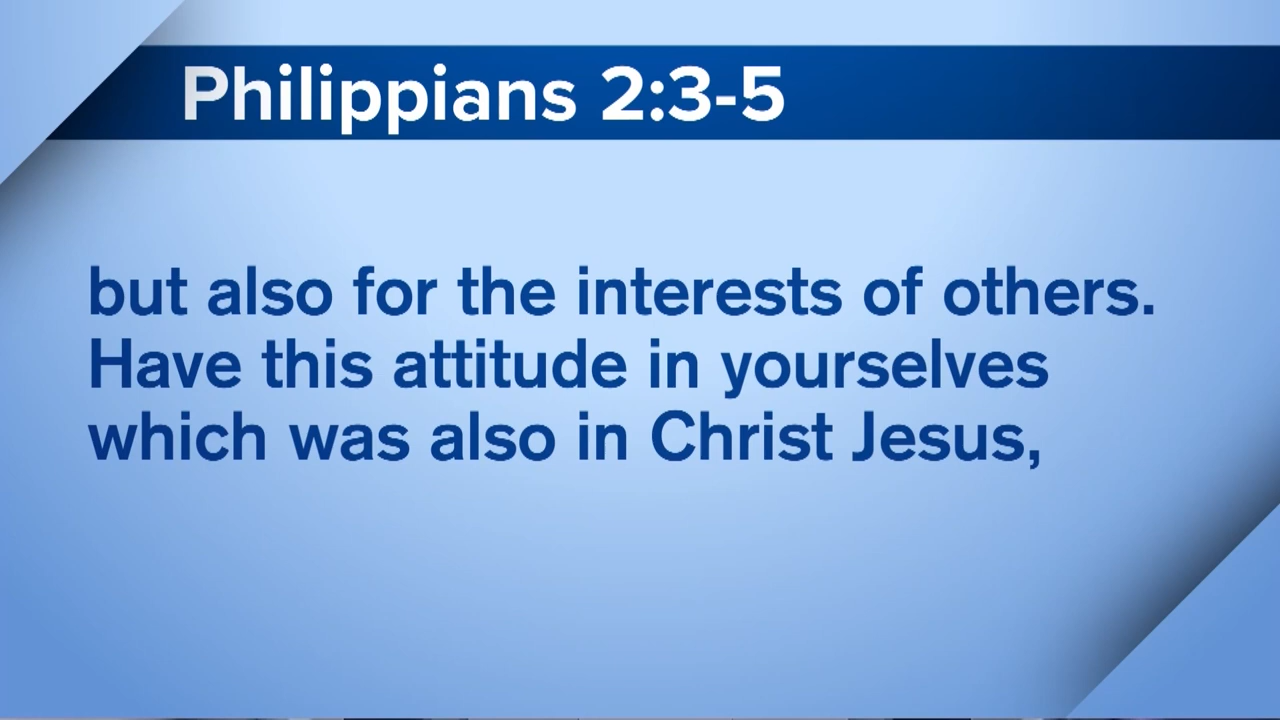 Philippians 2:3-5
but also for the interests of others.
Have this attitude in yourselves
which was also in Christ Jesus,